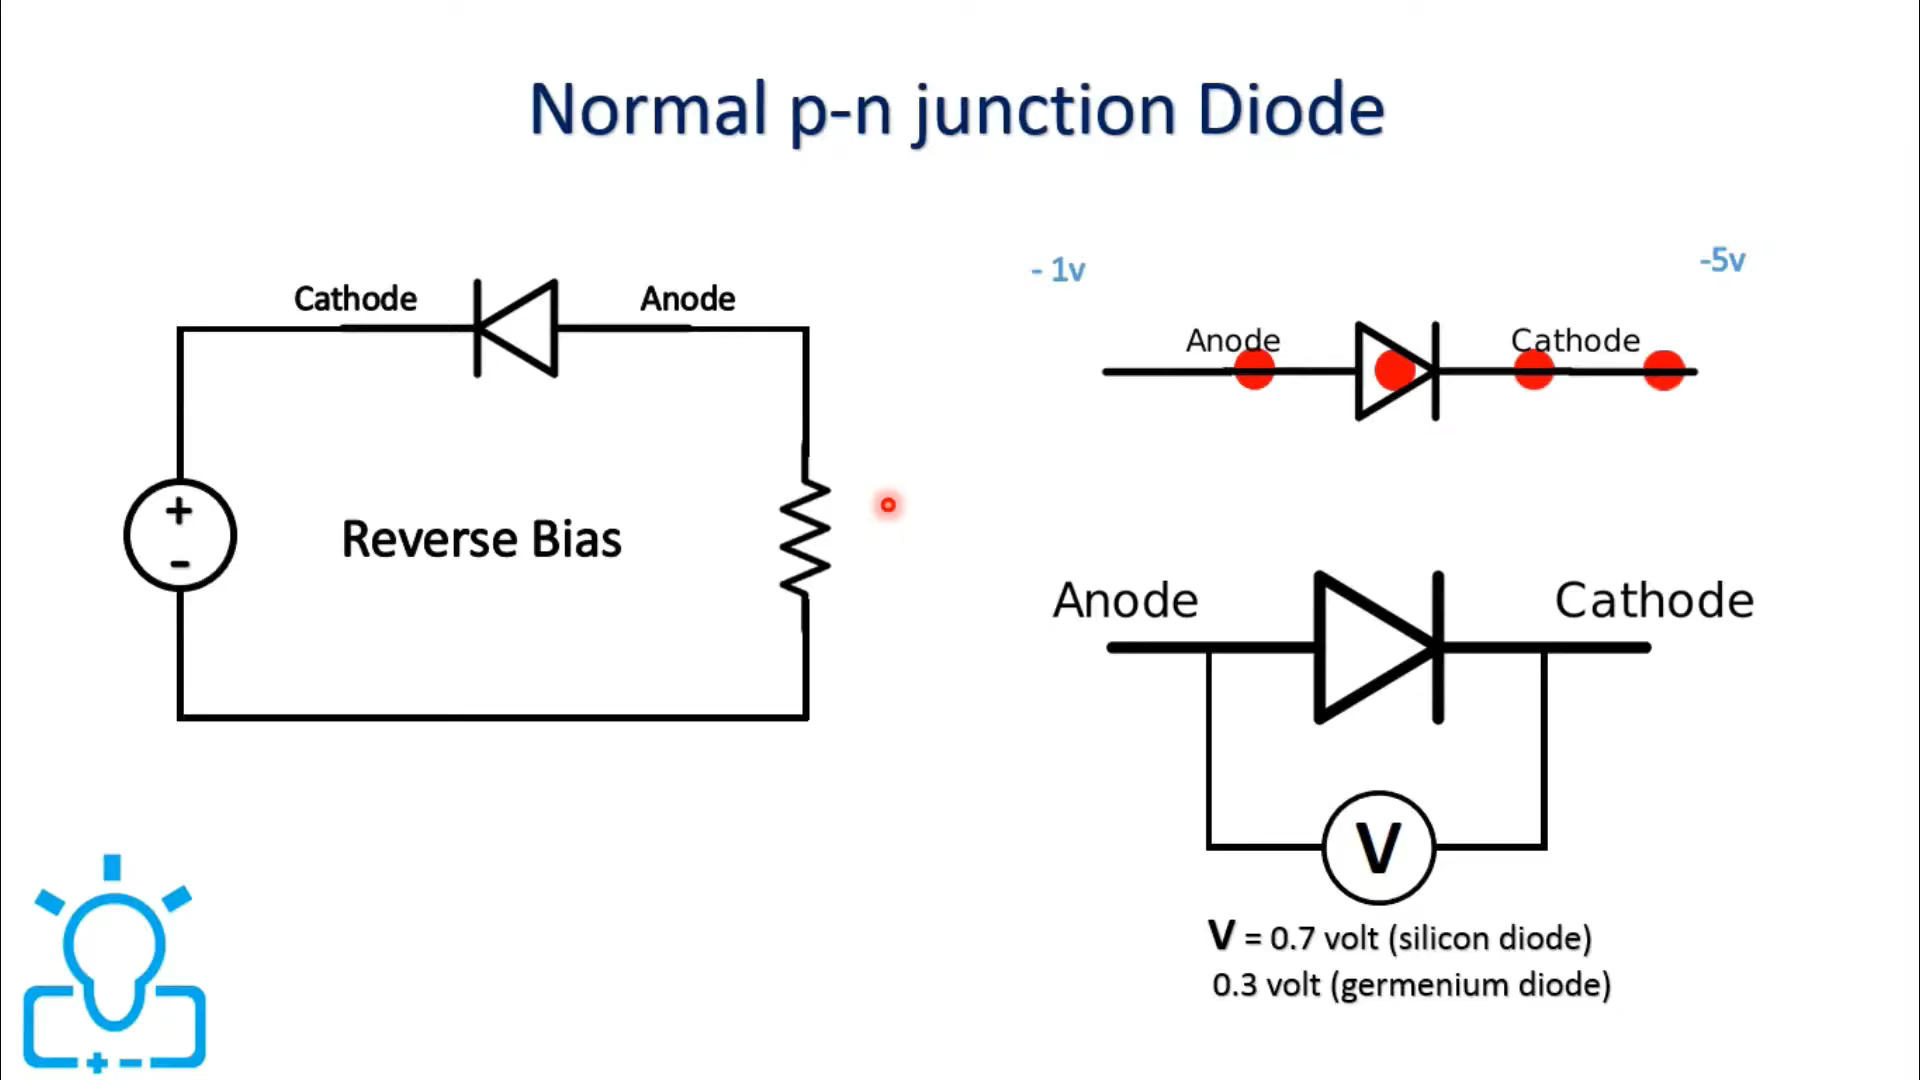 Normal p-n junction Diode
Cathode
Anode
+
-
Reverse Bias
- 1v
-5v
Anode
Cathode
Anode
Cathode
V
V = 0.7 volt (silicon diode)
0.3 volt (germenium diode)
+ -